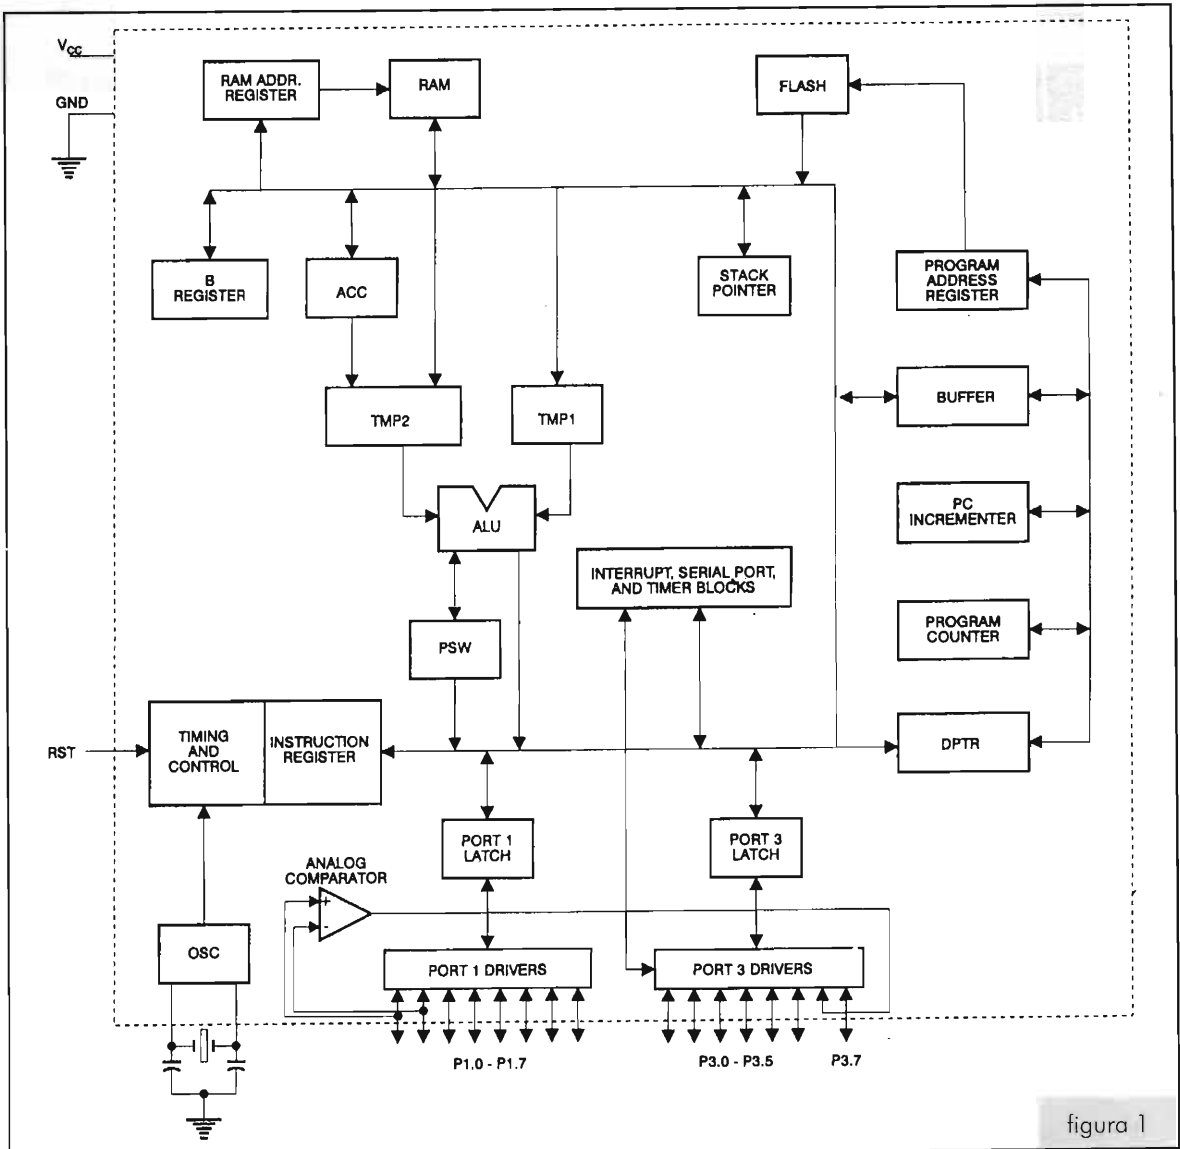 VCC
GND
RAM ADDR.
REGISTER
RAM
FLASH
B
REGISTER
ACC
STACK
POINTER
PROGRAM
ADDRESS
REGISTER
TMP2
TMP1
BUFFER
ALU
PC
INCREMENTER
INTERRUPT, SERIAL PORT,
AND TIMER BLOCKS
PSW
PROGRAM
COUNTER
RST
TIMING
AND
CONTROL
INSTRUCTION
REGISTER
DPTR
PORT 1
LATCH
PORT 3
LATCH
ANALOG
COMPARATOR
+
-
OSC
PORT 1 DRIVERS
PORT 3 DRIVERS
P1.0 - P1.7
P3.0 - P3.5
P3.7
figura 1